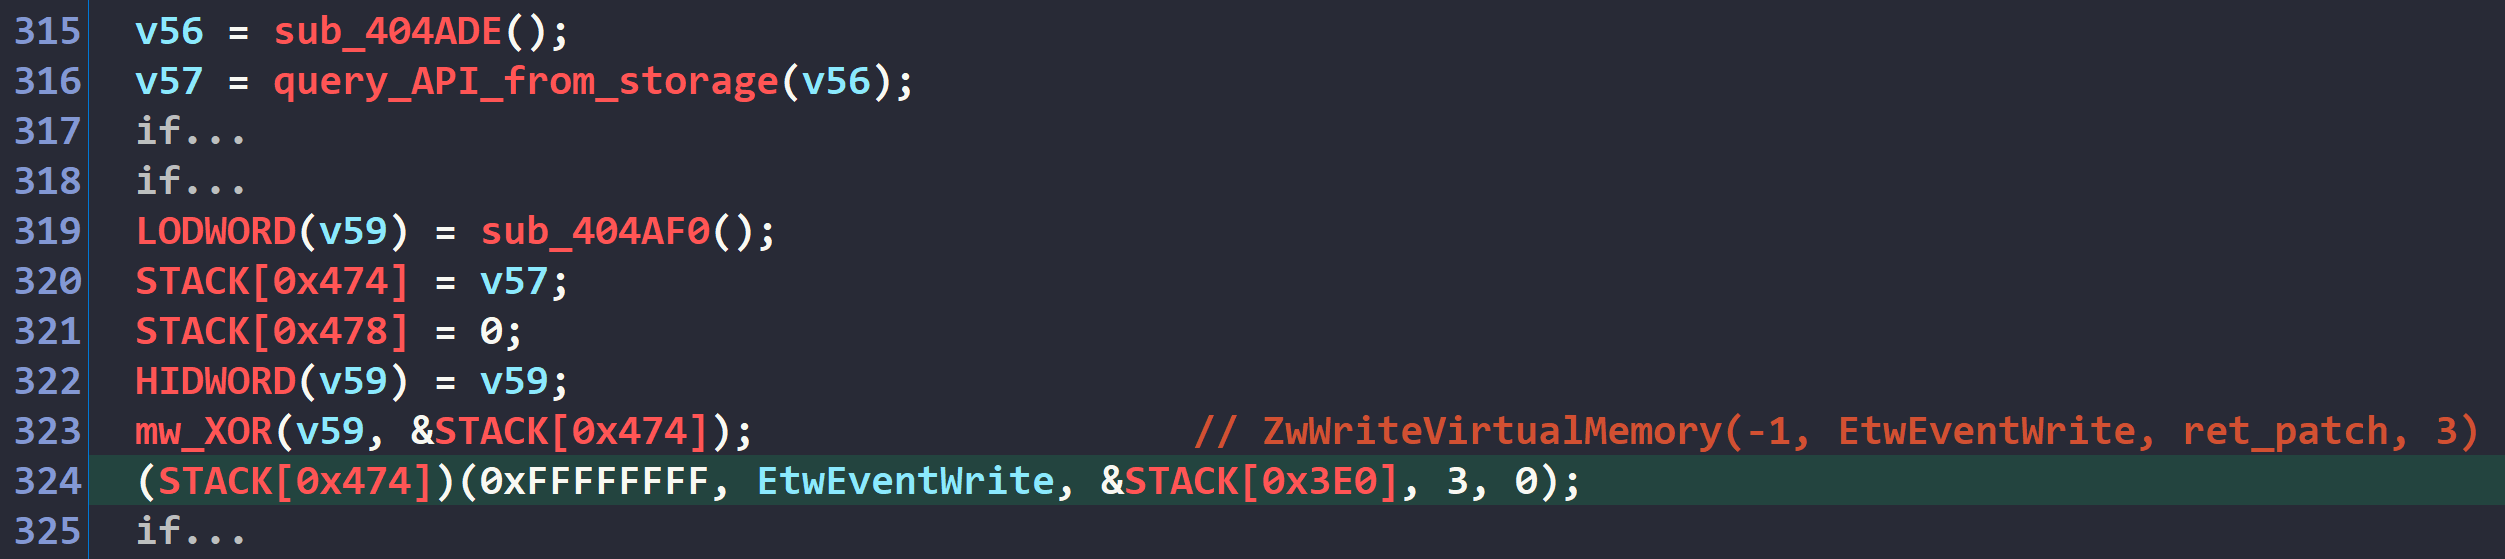 315 v56 = sub_404ADE();
316 v57 = query_API_from_storage(v56);
317 if...
318 if...
319 LODWORD(v59) = sub_404AF0();
320 STACK[0x474] = v57;
321 STACK[0x478] = 0;
322 HIDWORD(v59) = v59;
323 mw_XOR(v59, &STACK[0x474]); // ZwWriteVirtualMemory(-1, EtwEventWrite, ret_patch, 3)
324 (STACK[0x474])(0xFFFFFFFF, EtwEventWrite, &STACK[0x3E0], 3, 0);
325 if...